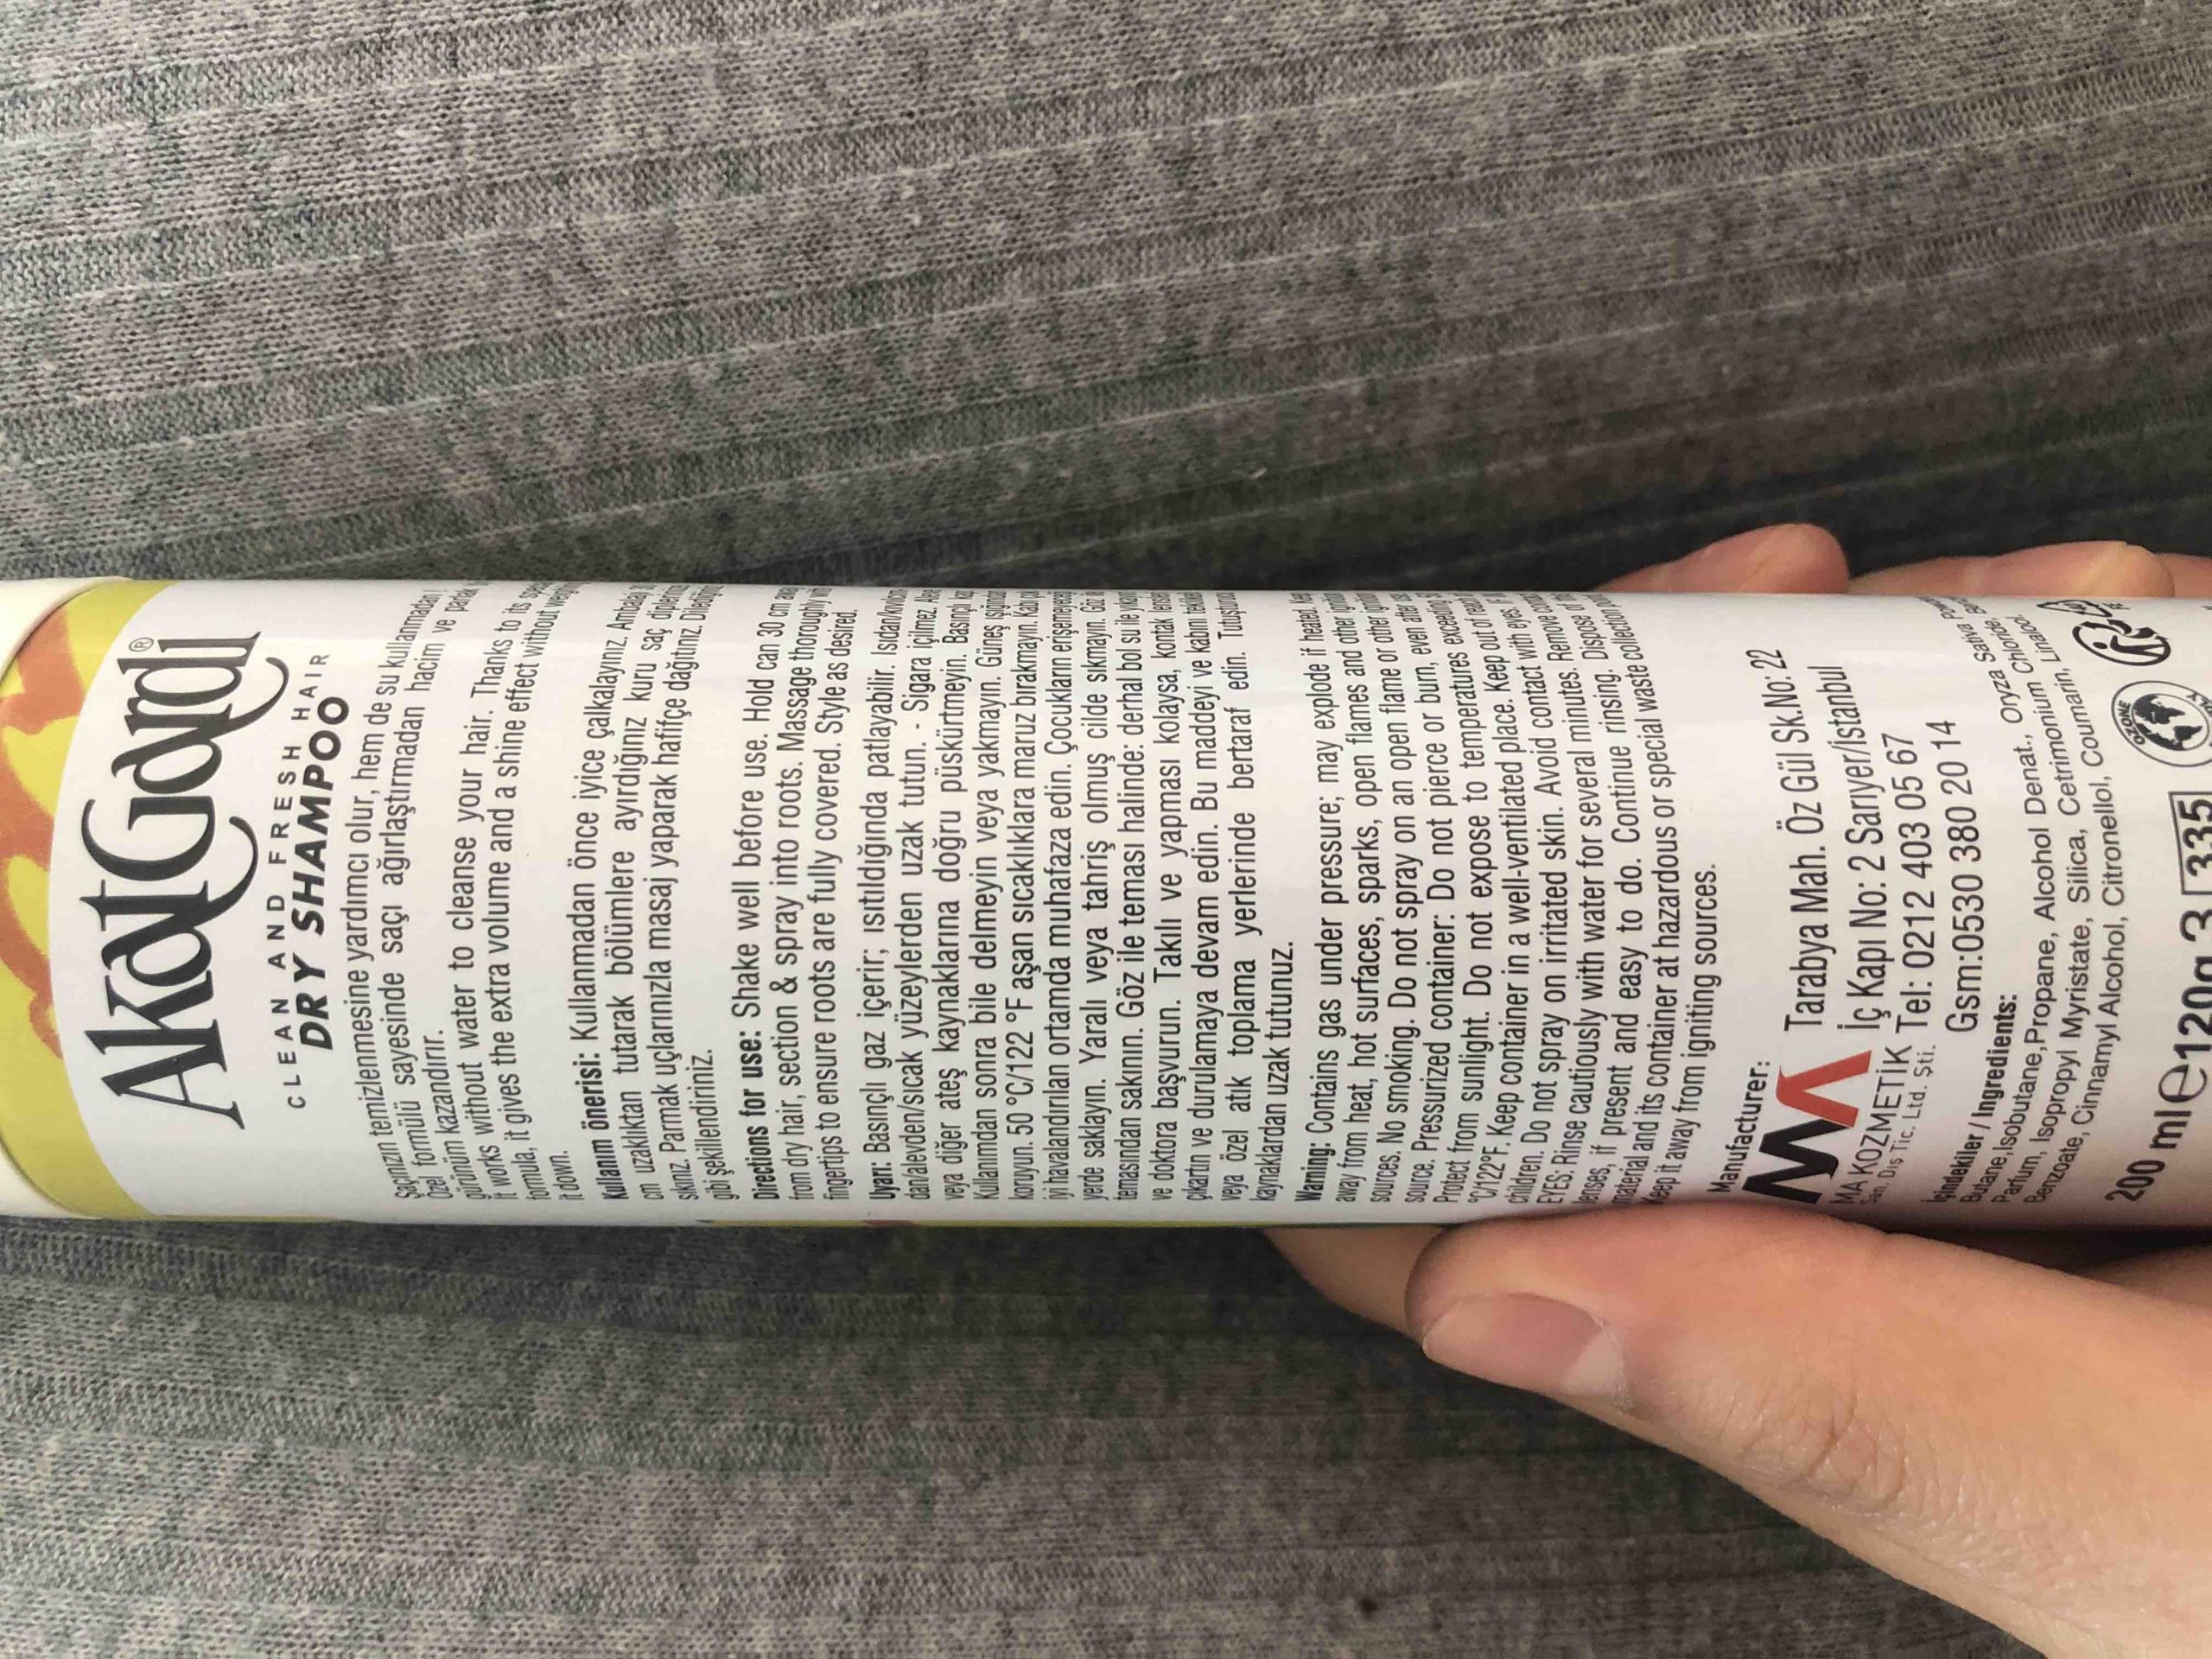 AkatGardı®
CLEAN AND FRESH HAIR
DRY SHAMPOO
Saçınızın temizlenmesine yardımcı olur, hem de su kullanmadan!
Özel formülü sayesinde saçı ağırlaştırmadan hacim ve parlak
görünüm kazandırır.
It works without water to cleanse your hair. Thanks to its
formula, it gives the extra volume and a shine effect without
it down.
Kullanım önerisi: Kullanmadan önce iyice çalkalayınız.
cm uzaklıktan tutarak bölümlere ayırdığınız kuru saç
sıkınız. Parmak uçlarınızla masaj yaparak hafifçe dağıtınız.
gibi şekillendiriniz.
Directions for use: Shake well before use. Hold can 30 cm
from dry hair, section & spray into roots. Massage thoroughly
fingertips to ensure roots are fully covered. Style as desired.
Uyarı: Basınçlı gaz içerir; ısıtıldığında patlayabilir.
dan/alevden/sıcak yüzeylerden uzak tutun. - Sigara içilmez.
veya diğer ateş kaynaklarına doğru püskürtmeyin. Basınçlı
Kullanımdan sonra bile delmeyin veya yakmayın. Güneş
koruyun. 50 °C/122 °F aşan sıcaklıklara maruz bırakmayın.
iyi havalandırılan ortamda muhafaza edin. Çocukların erişemeyeceği
yerde saklayın. Yaralı veya tahriş olmuş cilde sıkmayın. Göz
temasından sakının. Göz ile teması halinde: derhal bol su ile
ve doktora başvurun. Takılı ve yapması kolaysa, kontak
çıkartın ve durulamaya devam edin. Bu maddeyi ve kabını
veya özel atık toplama yerlerinde bertaraf edin.
kaynaklardan uzak tutunuz.
Warning: Contains gas under pressure; may explode if heated.
away from heat, hot surfaces, sparks, open flames and other
sources. No smoking. Do not spray on an open flame or other
source. Pressurized container: Do not pierce or burn, even after
Protect from sunlight. Do not expose to temperatures exceeding
°C/122°F. Keep container in a well-ventilated place. Keep out of
children. Do not spray on irritated skin. Avoid contact with eyes.
EYES: Rinse cautiously with water for several minutes. Remove
lenses, if present and easy to do. Continue rinsing. Dispose of
material and its container at hazardous or special waste collection
Keep it away from igniting sources.
Manufacturer:
MA KOZMETİK
San. Dış Tic. Ltd. Şti.
Tarabya Mah. Öz Gül Sk.No: 22
İç Kapı No: 2 Sarıyer/İstanbul
Tel: 0212 403 05 67
Gsm:0530 380 20 14
İçindekiler / Ingredients:
Butane,Isobutane,Propane, Alcohol Denat., Oryza Sativa
Parfum, Isopropyl Myristate, Silica, Cetrimonium Chloride,
Benzoate, Cinnamyl Alcohol, Citronellol, Coumarin, Linalool
OZONE
200 ml e 120g 3 335